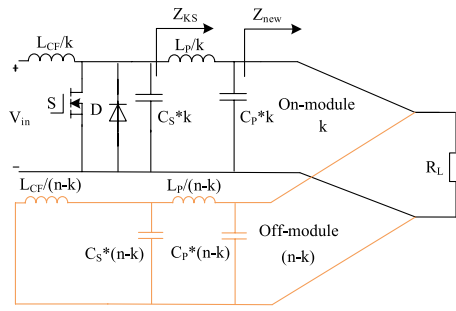 Z_KS Z_new
L_CF/k L_P/k
+
S D
V_in
C_S*k C_P*k
On-module
k
R_L
−
L_CF/(n-k) L_P/(n-k)
Off-module
C_S*(n-k) C_P*(n-k) (n-k)